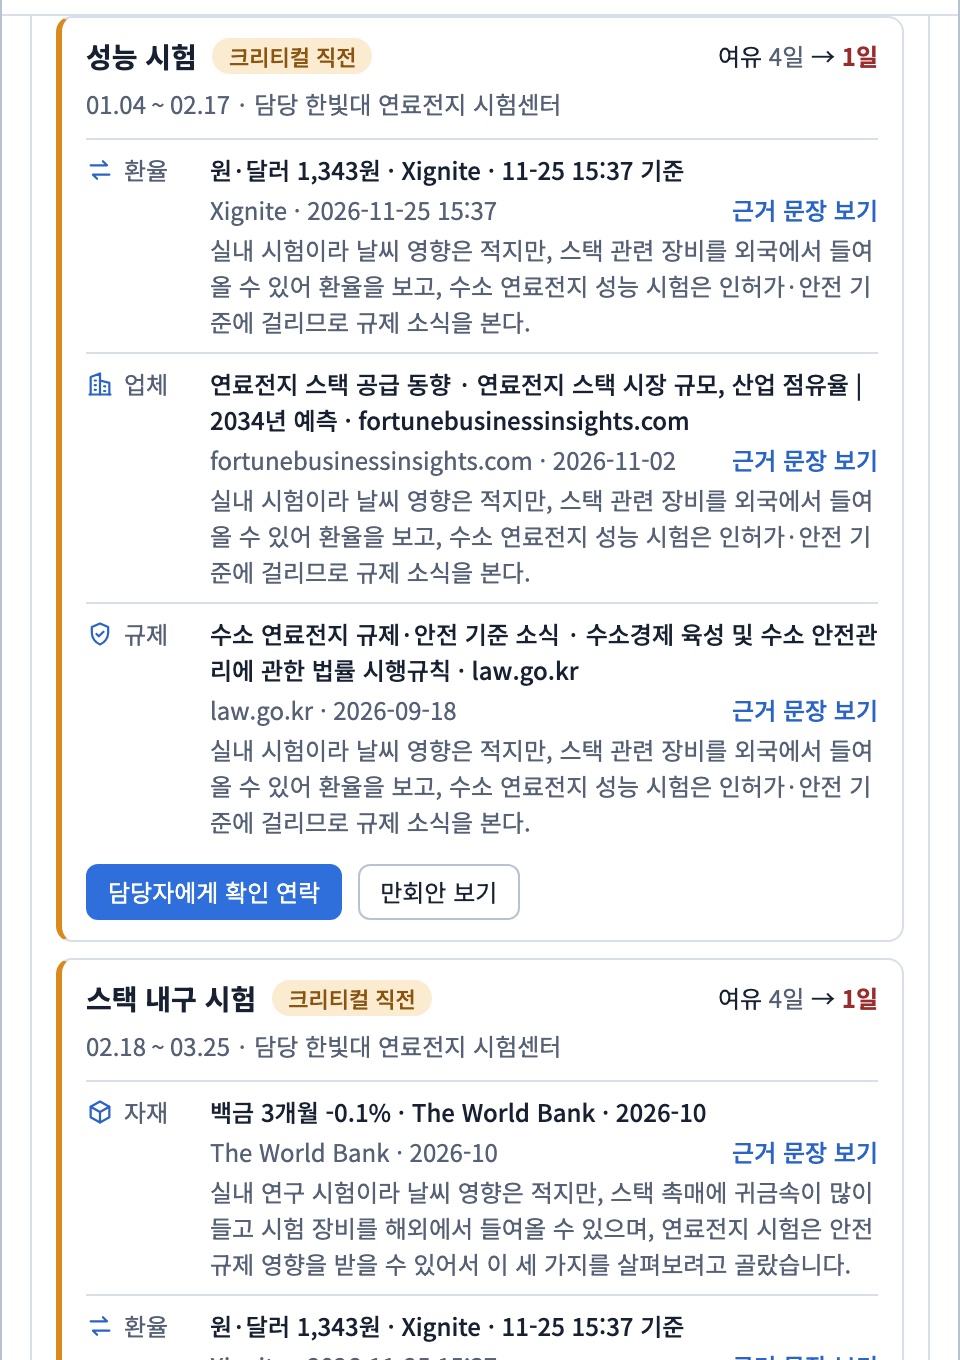 성능 시험 크리티컬 직전 여유 4일 → 1일
01.04 ~ 02.17 · 담당 한빛대 연료전지 시험센터
환율 원·달러 1,343원 · Xignite · 11-25 15:37 기준
Xignite · 2026-11-25 15:37 근거 문장 보기
실내 시험이라 날씨 영향은 적지만, 스택 관련 장비를 외국에서 들여
올 수 있어 환율을 보고, 수소 연료전지 성능 시험은 인허가·안전 기
준에 걸리므로 규제 소식을 본다.
업체 연료전지 스택 공급 동향 · 연료전지 스택 시장 규모, 산업 점유율 |
2034년 예측 · fortunebusinessinsights.com
fortunebusinessinsights.com · 2026-11-02 근거 문장 보기
실내 시험이라 날씨 영향은 적지만, 스택 관련 장비를 외국에서 들여
올 수 있어 환율을 보고, 수소 연료전지 성능 시험은 인허가·안전 기
준에 걸리므로 규제 소식을 본다.
규제 수소 연료전지 규제·안전 기준 소식 · 수소경제 육성 및 수소 안전관
리에 관한 법률 시행규칙 · law.go.kr
law.go.kr · 2026-09-18 근거 문장 보기
실내 시험이라 날씨 영향은 적지만, 스택 관련 장비를 외국에서 들여
올 수 있어 환율을 보고, 수소 연료전지 성능 시험은 인허가·안전 기
준에 걸리므로 규제 소식을 본다.
담당자에게 확인 연락 만회안 보기
스택 내구 시험 크리티컬 직전 여유 4일 → 1일
02.18 ~ 03.25 · 담당 한빛대 연료전지 시험센터
자재 백금 3개월 -0.1% · The World Bank · 2026-10
The World Bank · 2026-10 근거 문장 보기
실내 연구 시험이라 날씨 영향은 적지만, 스택 촉매에 귀금속이 많이
들고 시험 장비를 해외에서 들여올 수 있으며, 연료전지 시험은 안전
규제 영향을 받을 수 있어서 이 세 가지를 살펴보려고 골랐습니다.
환율 원·달러 1,343원 · Xignite · 11-25 15:37 기준